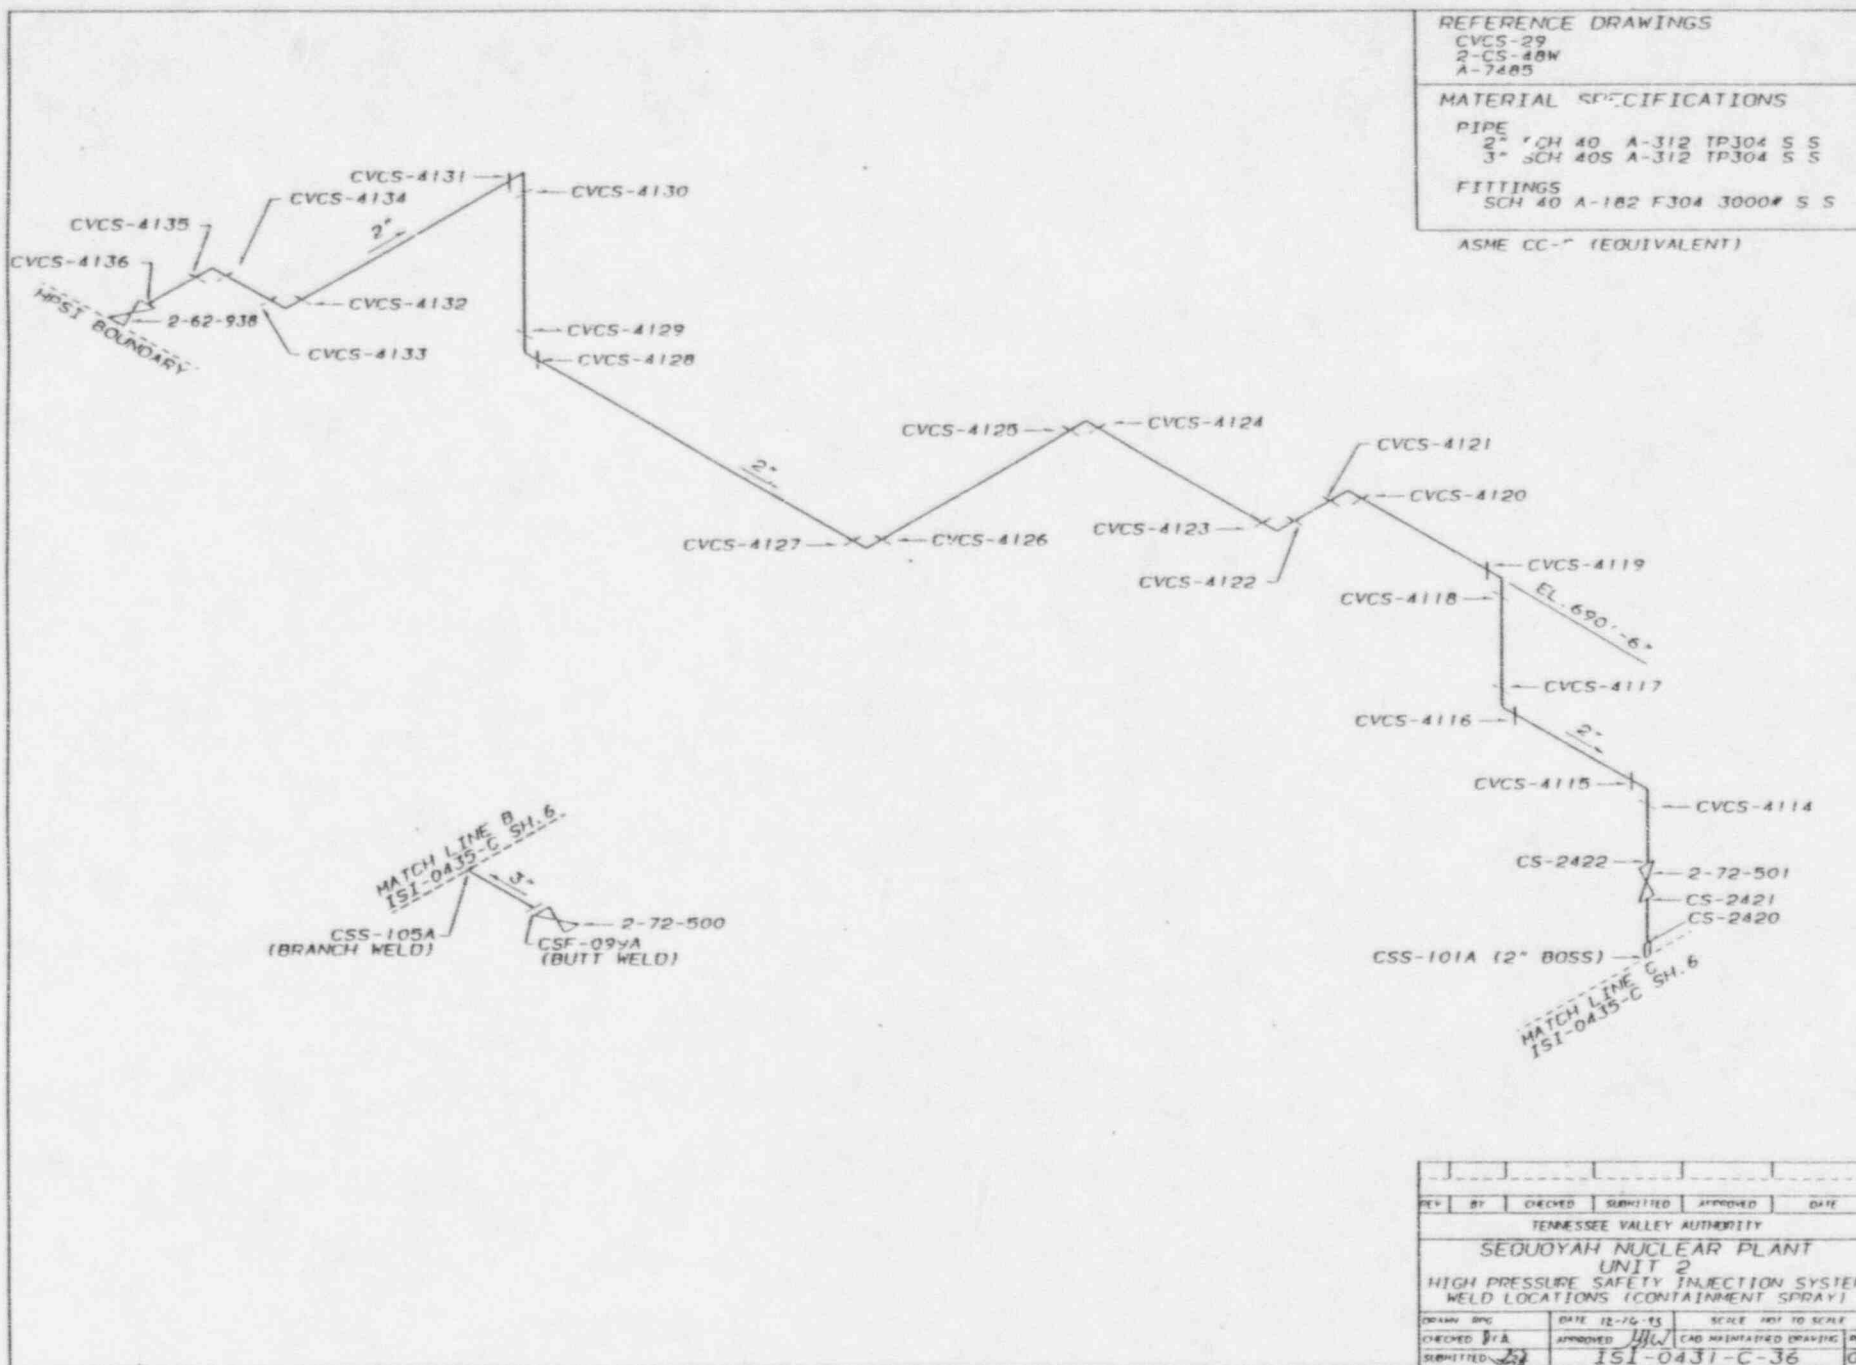 REFERENCE DRAWINGS
CVCS-29
2-CS-48W
A-7485
MATERIAL SPECIFICATIONS
PIPE
2" SCH 40 A-312 TP304 S S
3" SCH 40S A-312 TP304 S S
FITTINGS
SCH 40 A-182 F304 3000# S S
ASME (EQUIVALENT)
CVCS-4131
CVCS-4130
CVCS-4134
CVCS-4135
CVCS-4136
2"
CVCS-4132
2-62-938
CVCS-4133
HPSI BOUNDARY
CVCS-4129
CVCS-4128
CVCS-4125
CVCS-4124
CVCS-4121
2"
CVCS-4120
CVCS-4127
CVCS-4126
CVCS-4123
CVCS-4122
CVCS-4119
CVCS-4118
EL. 690'-6"
CVCS-4117
CVCS-4116
2"
CVCS-4115
CVCS-4114
CS-2422
2-72-501
CS-2421
CS-2420
CSS-101A (2" BOSS)
MATCH LINE C
ISI-0435-C SH.6
MATCH LINE B
ISI-0435-C SH.6
3"
2-72-500
CSS-105A
(BRANCH WELD)
(BUTT WELD)
REV BY CHECKED SUBMITTED APPROVED DATE
TENNESSEE VALLEY AUTHORITY
SEQUOYAH NUCLEAR PLANT
UNIT 2
HIGH PRESSURE SAFETY INJECTION SYSTEM
WELD LOCATIONS (CONTAINMENT SPRAY)
DRAWN DATE SCALE NOT TO SCALE
CHECKED APPROVED CAD MAINTAINED DRAWING
SUBMITTED ISI-0431-C-36